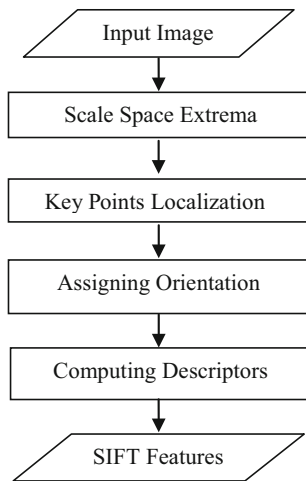 Input Image
Scale Space Extrema
Key Points Localization
Assigning Orientation
Computing Descriptors
SIFT Features